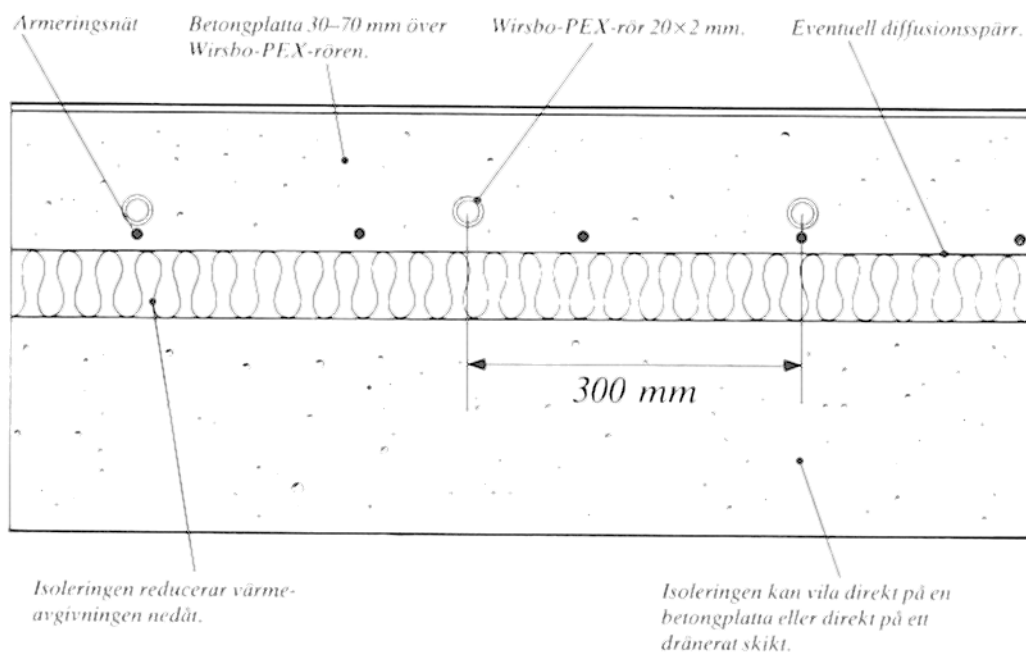 Armeringsnät
Betongplatta 30–70 mm över
Wirsbo-PEX-rören.
Wirsbo-PEX-rör 20×2 mm.
Eventuell diffusionsspärr.
300 mm
Isoleringen reducerar värme-
avgivningen nedåt.
Isoleringen kan vila direkt på en
betongplatta eller direkt på ett
dränerat skikt.